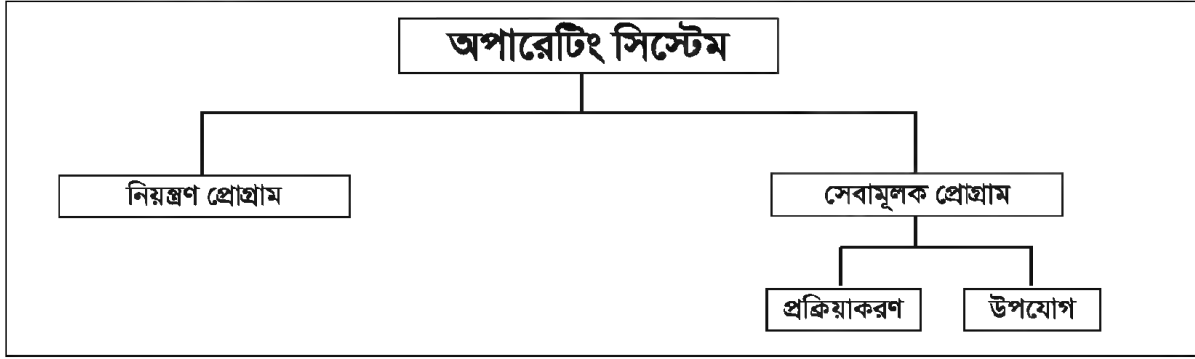 অপারেটিং সিস্টেম
নিয়ন্ত্রণ প্রোগ্রাম
সেবামূলক প্রোগ্রাম
প্রক্রিয়াকরণ
উপযোগ